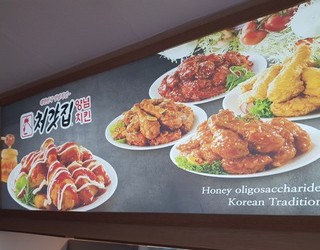 처갓집 양념
치킨
Honey oligosaccharide
Korean Tradition